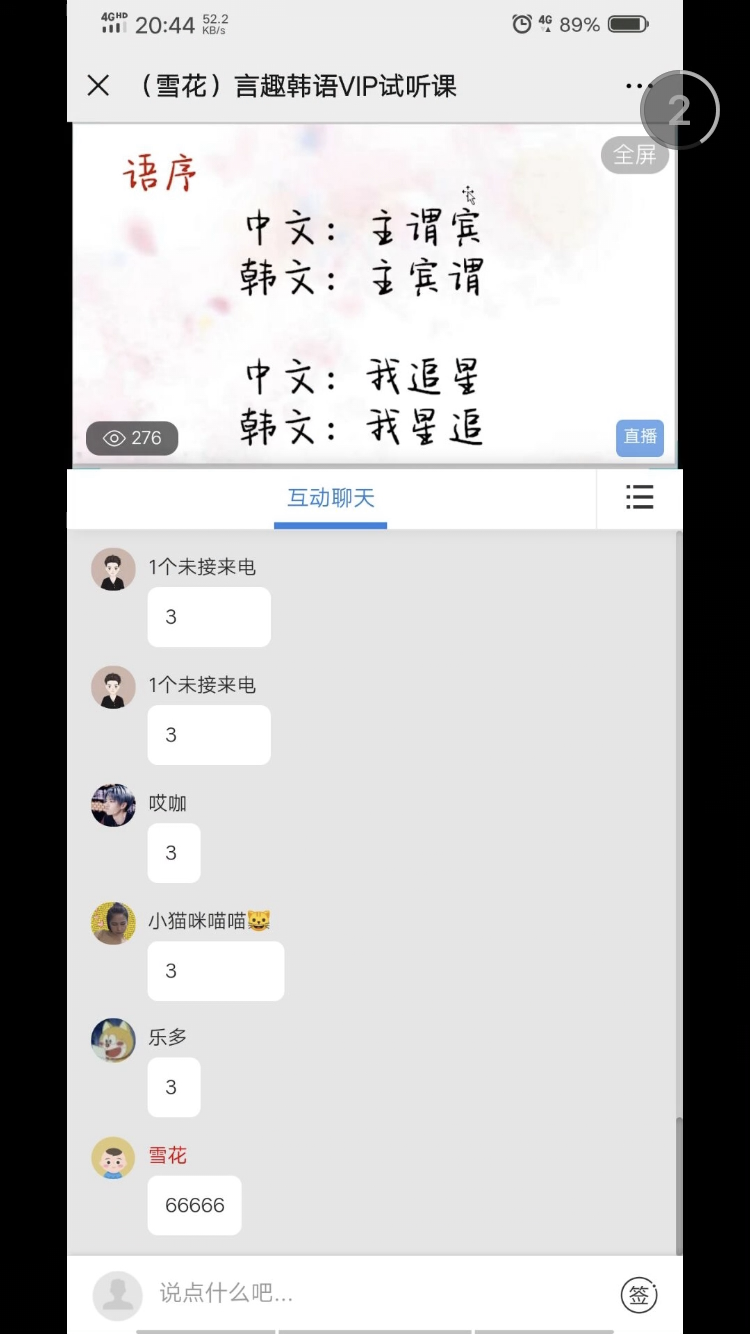 4G HD 20:44 52.2 KB/s 4G 89%
（雪花）言趣韩语VIP试听课
2
语序
全屏
中文：主谓宾
韩文：主宾谓
中文：我追星
韩文：我星追
276
直播
互动聊天
1个未接来电
3
1个未接来电
3
哎咖
3
小猫咪喵喵😺
3
乐多
3
雪花
66666
说点什么吧...
签